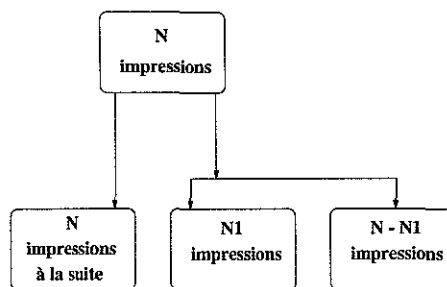 N
impressions
N
impressions
à la suite
N1
impressions
N - N1
impressions